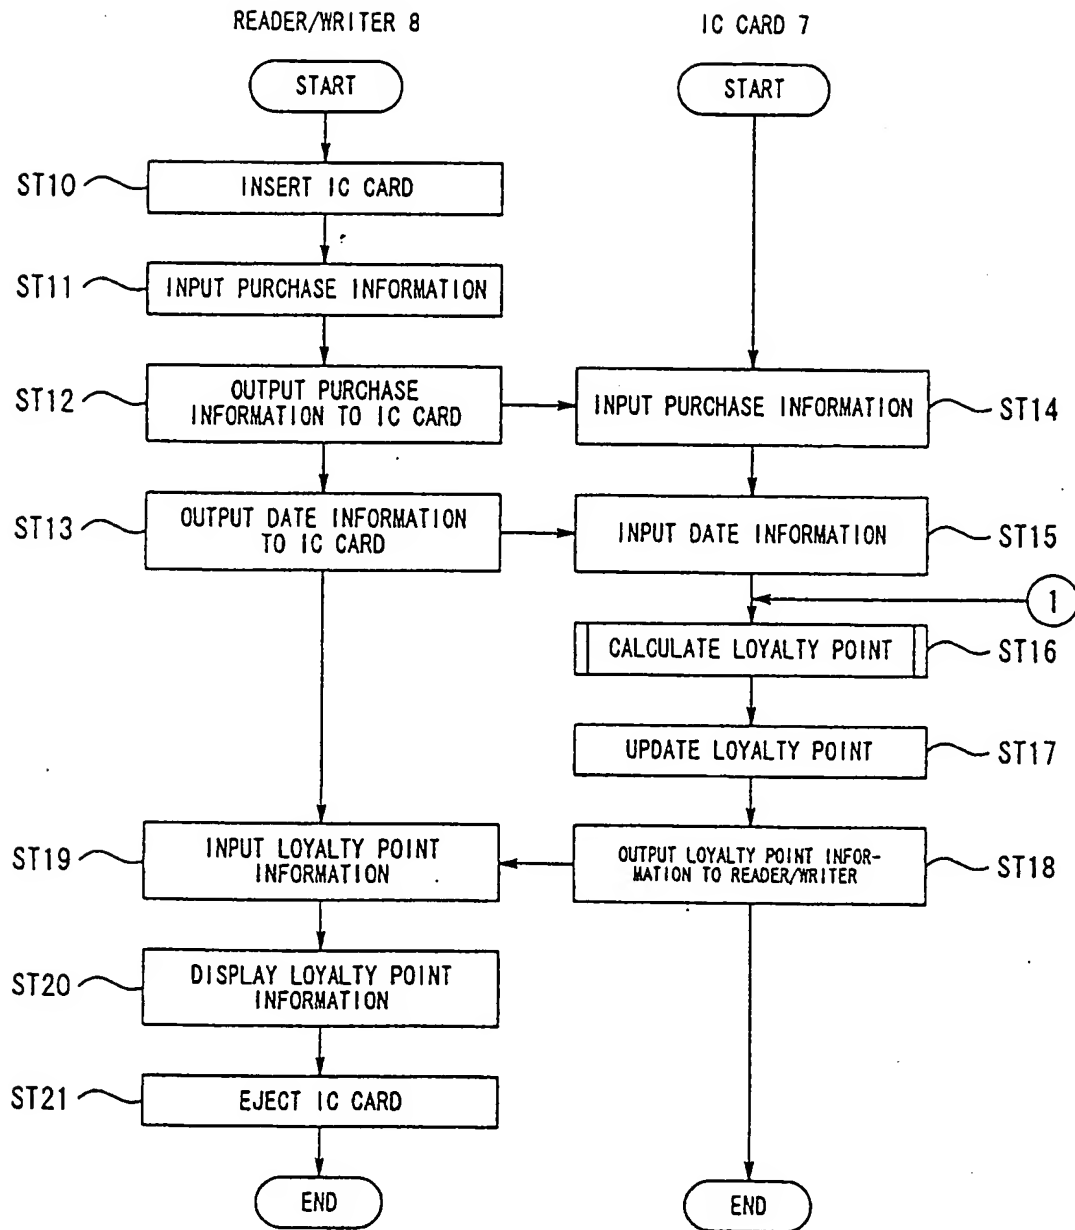 READER/WRITER 8
IC CARD 7
START
START
ST10
INSERT IC CARD
ST11
INPUT PURCHASE INFORMATION
ST12
OUTPUT PURCHASE
INFORMATION TO IC CARD
INPUT PURCHASE INFORMATION
ST14
ST13
OUTPUT DATE INFORMATION
TO IC CARD
INPUT DATE INFORMATION
ST15
1
CALCULATE LOYALTY POINT
ST16
UPDATE LOYALTY POINT
ST17
ST19
INPUT LOYALTY POINT
INFORMATION
OUTPUT LOYALTY POINT INFOR-
MATION TO READER/WRITER
ST18
ST20
DISPLAY LOYALTY POINT
INFORMATION
ST21
EJECT IC CARD
END
END